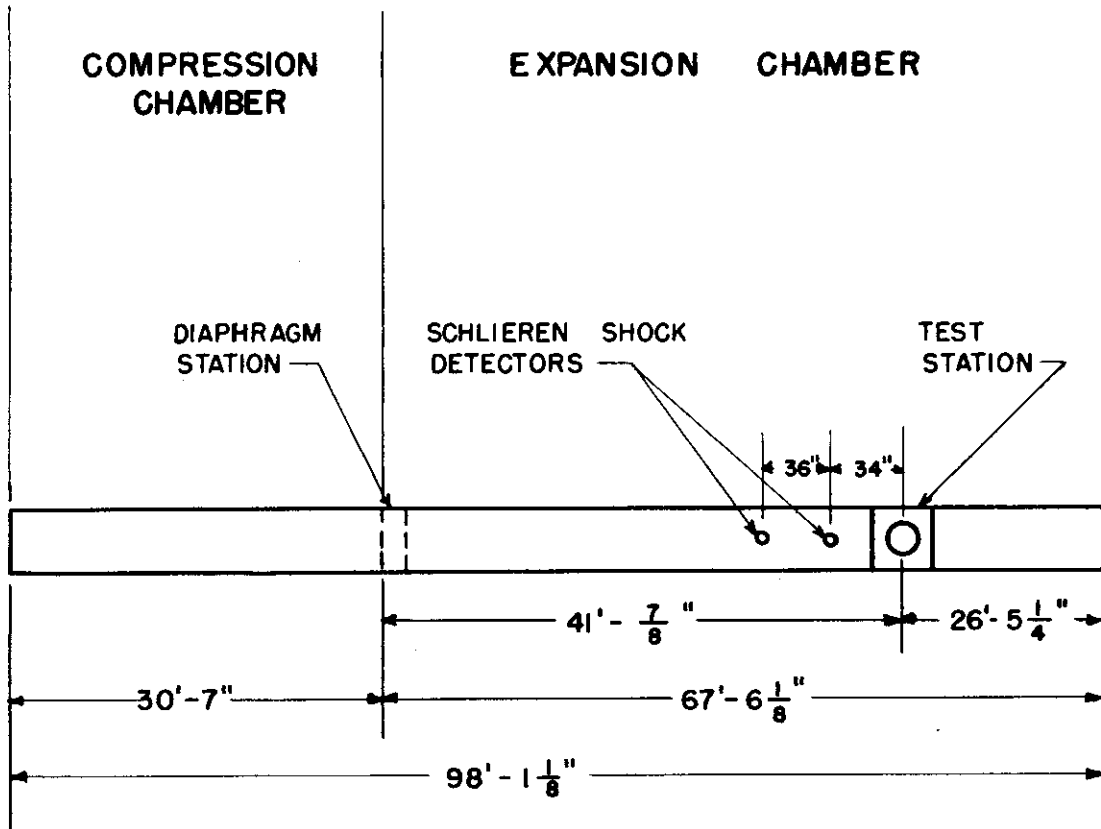 COMPRESSION
CHAMBER
EXPANSION CHAMBER
DIAPHRAGM
STATION
SCHLIEREN SHOCK
DETECTORS
TEST
STATION
36"
34"
41'- 7/8"
26'- 5 1/4"
30'-7"
67'- 6 1/8"
98'- 1 1/8"